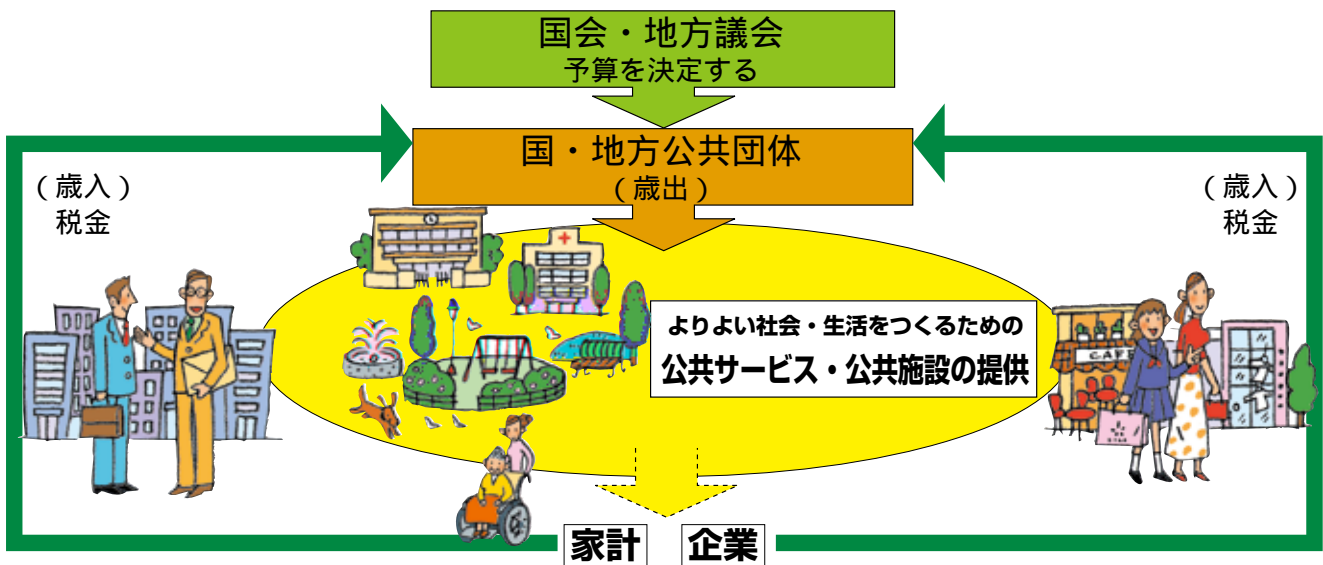 国会・地方議会
予算を決定する
国・地方公共団体
（歳出）
（歳入）
税金
（歳入）
税金
よりよい社会・生活をつくるための
公共サービス・公共施設の提供
CAFE
家計 企業